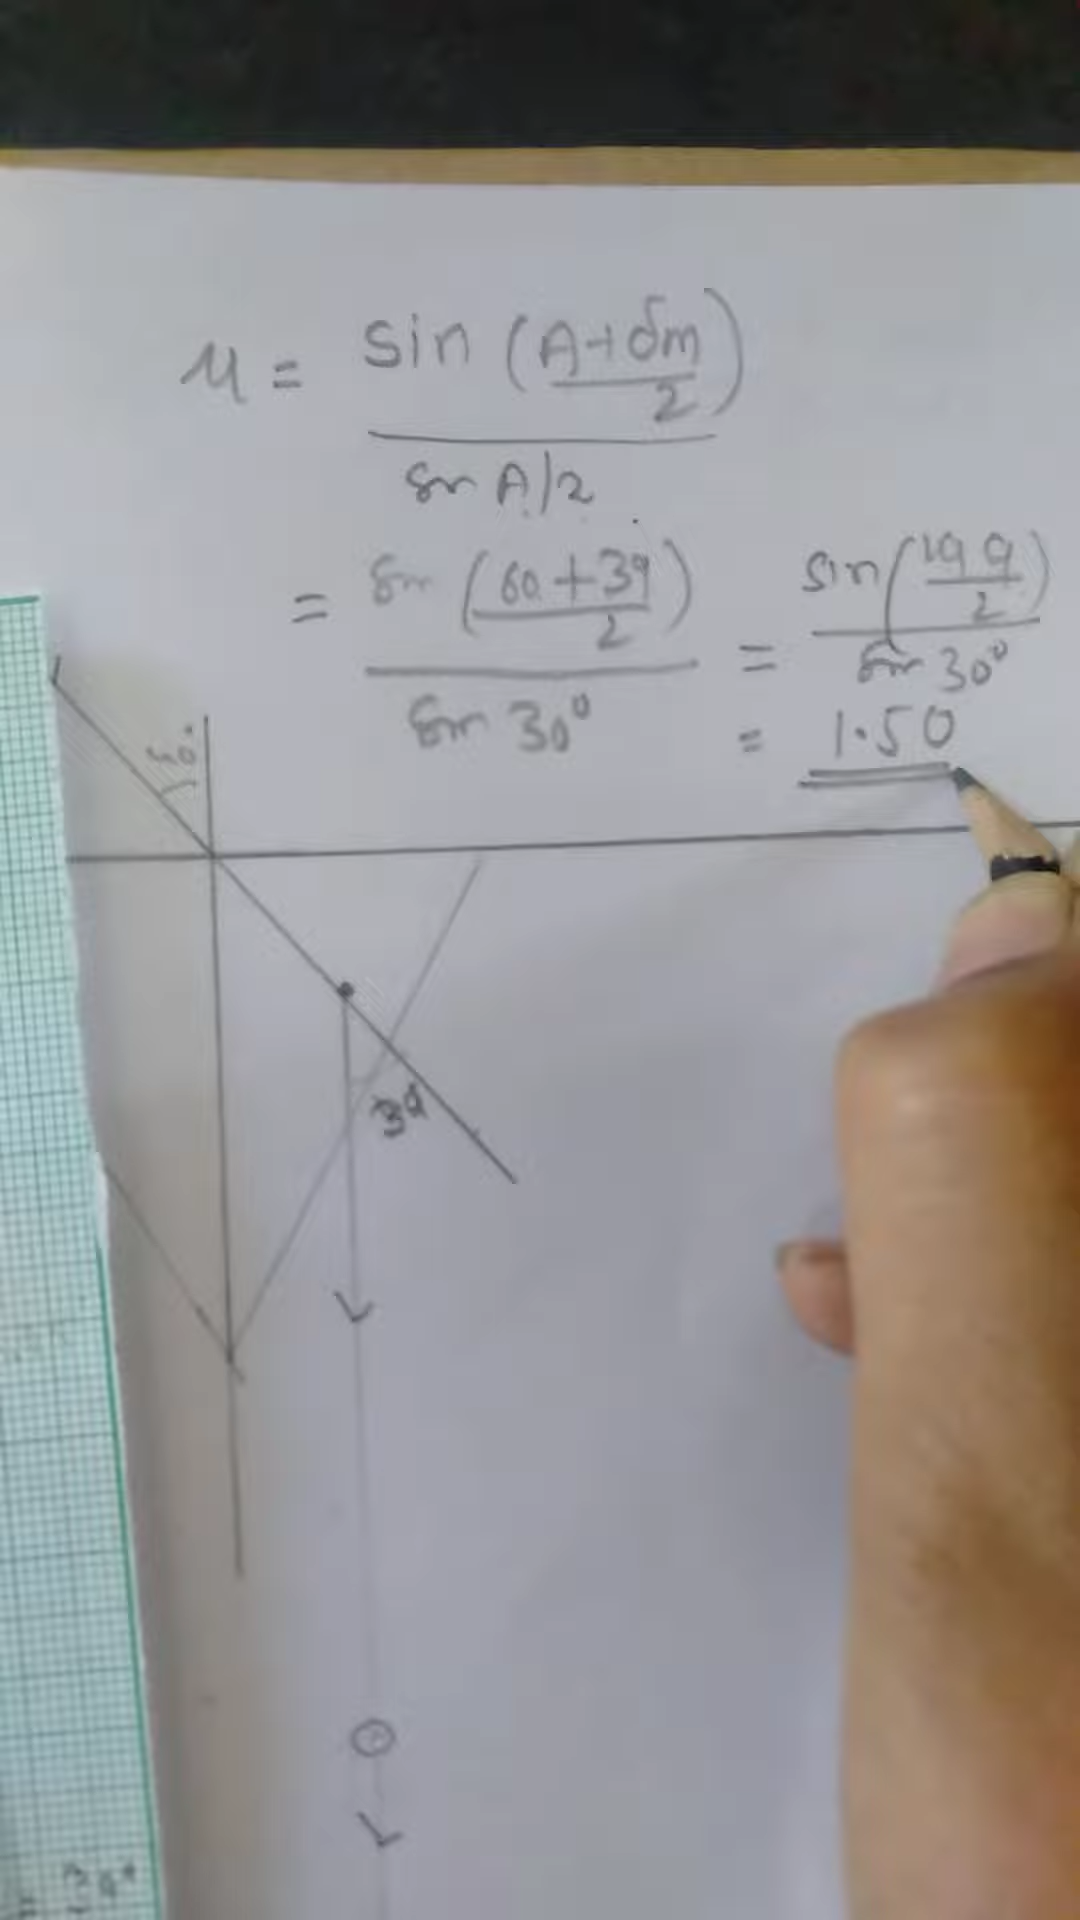 μ = sin (A+δm/2)
sin A/2
= sin (60+39/2) = sin (199/2)
sin 30° sin 30°
= 1.50
40°
39